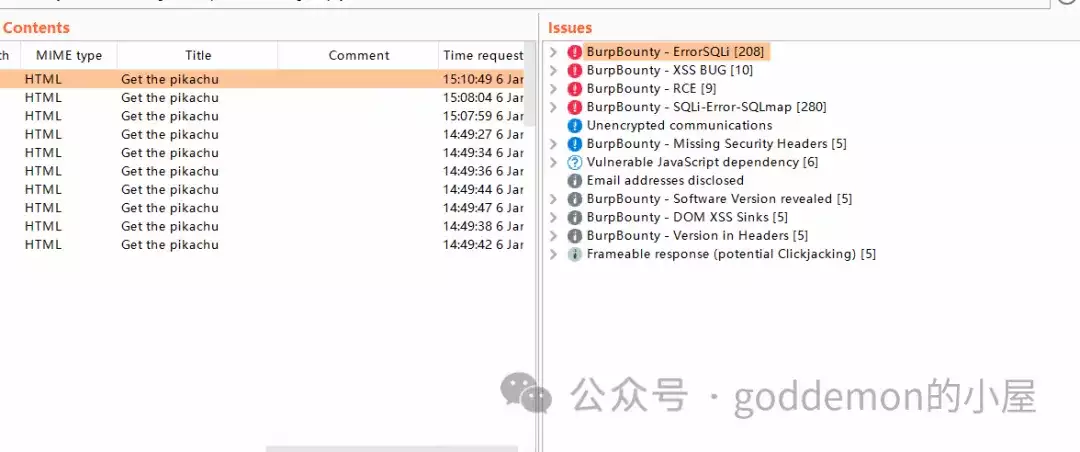 Contents
MIME type Title Comment Time request
HTML Get the pikachu 15:10:49 6 Jar
HTML Get the pikachu 15:08:04 6 Jar
HTML Get the pikachu 15:07:59 6 Jar
HTML Get the pikachu 14:49:27 6 Jar
HTML Get the pikachu 14:49:34 6 Jar
HTML Get the pikachu 14:49:36 6 Jar
HTML Get the pikachu 14:49:44 6 Jar
HTML Get the pikachu 14:49:47 6 Jar
HTML Get the pikachu 14:49:38 6 Jar
HTML Get the pikachu 14:49:42 6 Jar
Issues
BurpBounty - ErrorSQLi [208]
BurpBounty - XSS BUG [10]
BurpBounty - RCE [9]
BurpBounty - SQLi-Error-SQLmap [280]
Unencrypted communications
BurpBounty - Missing Security Headers [5]
Vulnerable JavaScript dependency [6]
Email addresses disclosed
BurpBounty - Software Version revealed [5]
BurpBounty - DOM XSS Sinks [5]
BurpBounty - Version in Headers [5]
Frameable response (potential Clickjacking) [5]
公众号 · goddemon的小屋